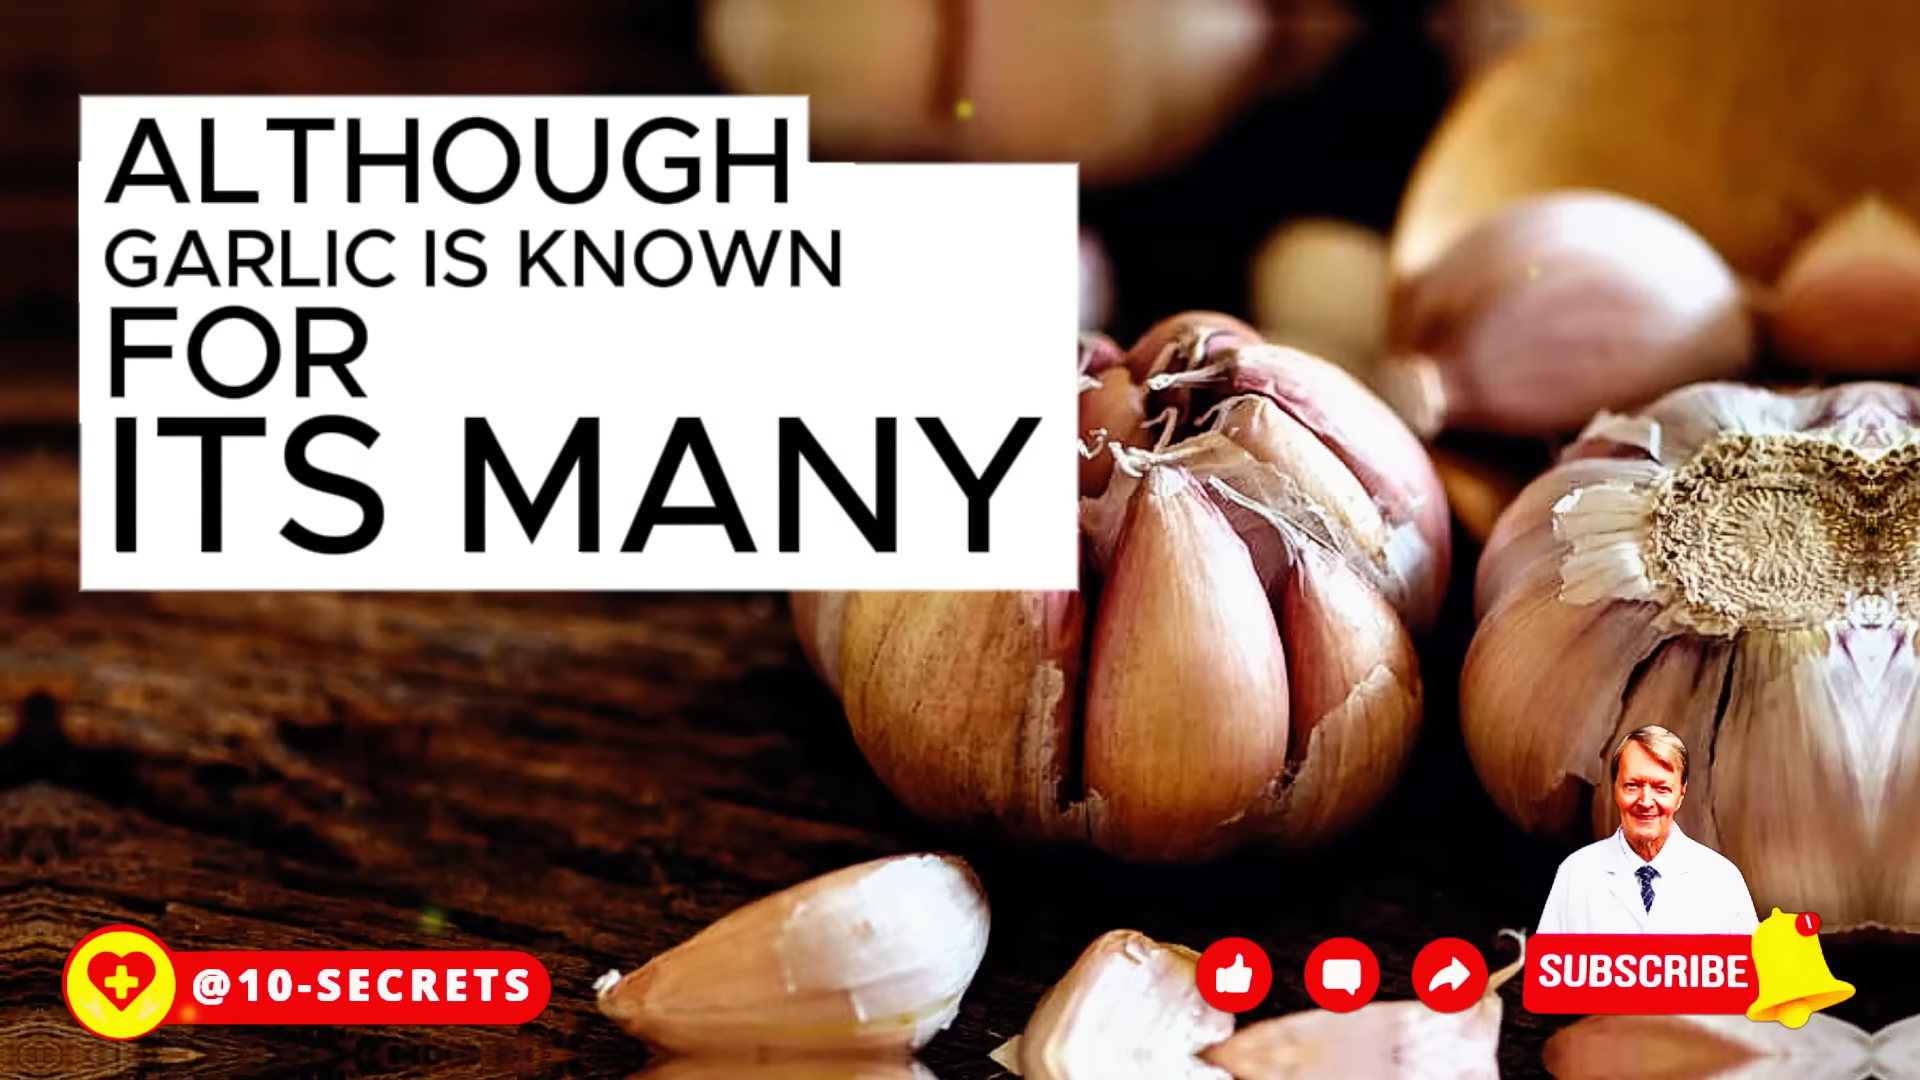 ALTHOUGH
GARLIC IS KNOWN
FOR
ITS MANY
@10-SECRETS
SUBSCRIBE